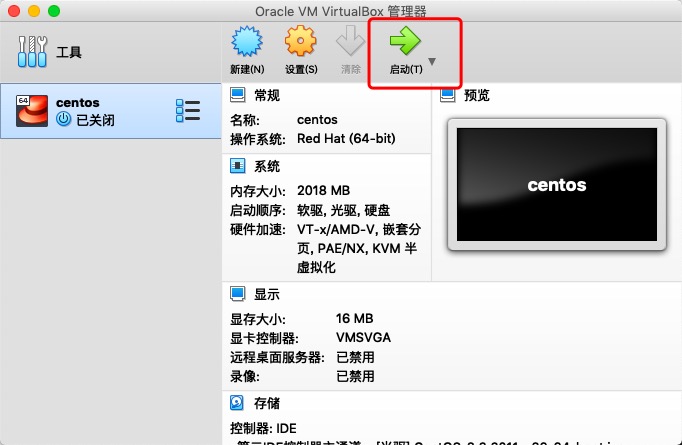 Oracle VM VirtualBox 管理器
工具
新建(N)
设置(S)
清除
启动(T)
64
centos
已关闭
常规
名称: centos
操作系统: Red Hat (64-bit)
系统
内存大小: 2018 MB
启动顺序: 软驱, 光驱, 硬盘
硬件加速: VT-x/AMD-V, 嵌套分
页, PAE/NX, KVM 半
虚拟化
预览
centos
显示
显存大小: 16 MB
显卡控制器: VMSVGA
远程桌面服务器: 已禁用
录像: 已禁用
存储
控制器: IDE